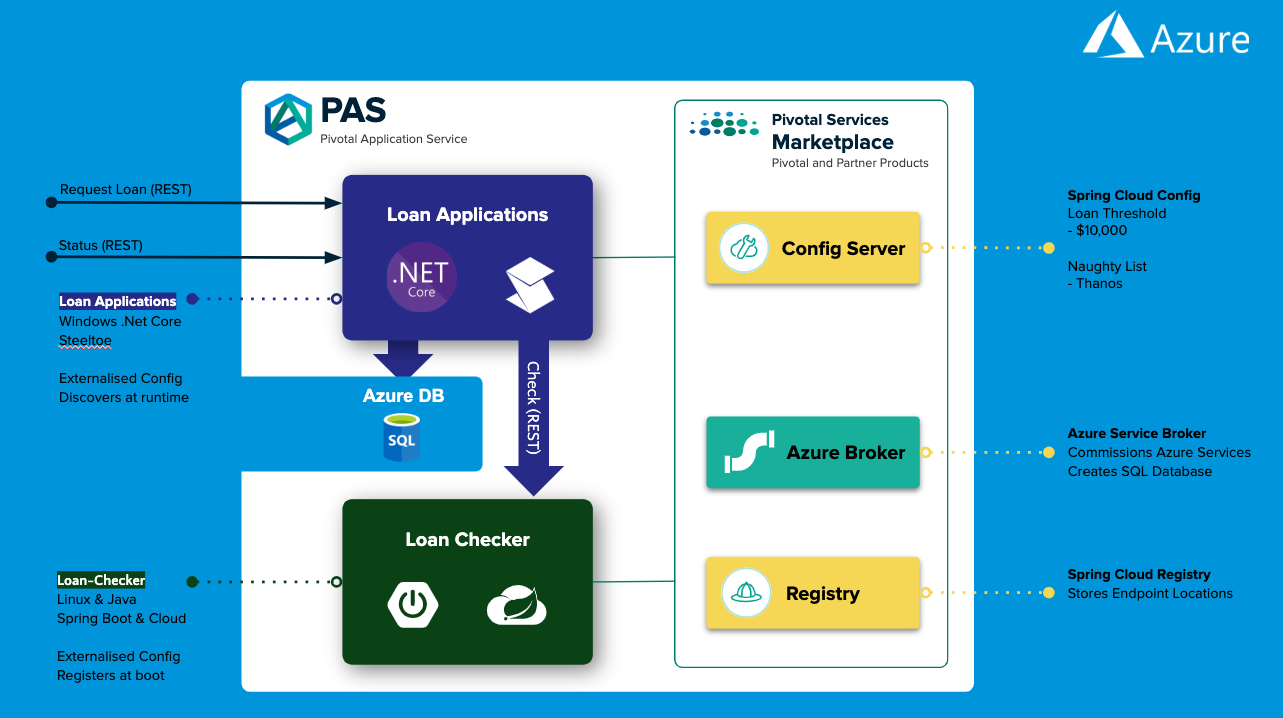 Azure
PAS
Pivotal Application Service
Pivotal Services
Marketplace
Pivotal and Partner Products
Request Loan (REST)
Status (REST)
Loan Applications
.NET
Core
Loan Applications
Windows .Net Core
Steeltoe
Externalised Config
Discovers at runtime
Config Server
Spring Cloud Config
Loan Threshold
- $10,000
Naughty List
- Thanos
Azure DB
SQL
Check (REST)
Azure Broker
Azure Service Broker
Commissions Azure Services
Creates SQL Database
Loan Checker
Loan-Checker
Linux & Java
Spring Boot & Cloud
Externalised Config
Registers at boot
Registry
Spring Cloud Registry
Stores Endpoint Locations